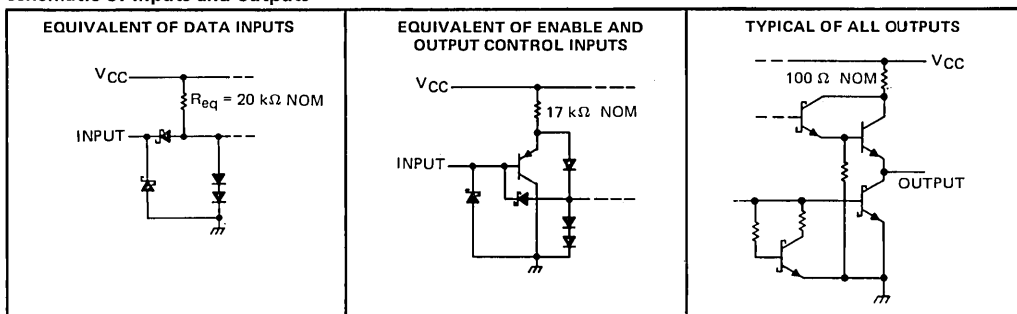 EQUIVALENT OF DATA INPUTS
VCC
Req = 20 kΩ NOM
INPUT
EQUIVALENT OF ENABLE AND
OUTPUT CONTROL INPUTS
VCC
17 kΩ NOM
INPUT
TYPICAL OF ALL OUTPUTS
VCC
100 Ω NOM
OUTPUT